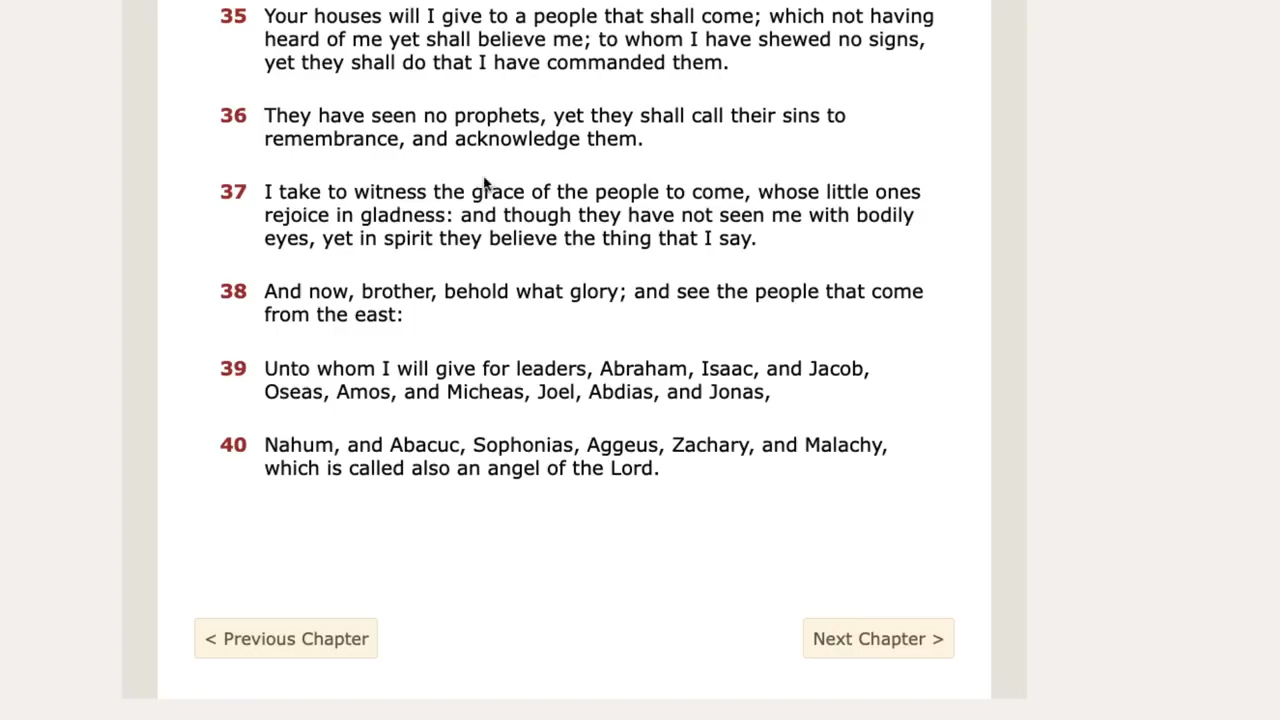 35 Your houses will I give to a people that shall come; which not having
heard of me yet shall believe me; to whom I have shewed no signs,
yet they shall do that I have commanded them.
36 They have seen no prophets, yet they shall call their sins to
remembrance, and acknowledge them.
37 I take to witness the grace of the people to come, whose little ones
rejoice in gladness: and though they have not seen me with bodily
eyes, yet in spirit they believe the thing that I say.
38 And now, brother, behold what glory; and see the people that come
from the east:
39 Unto whom I will give for leaders, Abraham, Isaac, and Jacob,
Oseas, Amos, and Micheas, Joel, Abdias, and Jonas,
40 Nahum, and Abacuc, Sophonias, Aggeus, Zachary, and Malachy,
which is called also an angel of the Lord.
< Previous Chapter
Next Chapter >